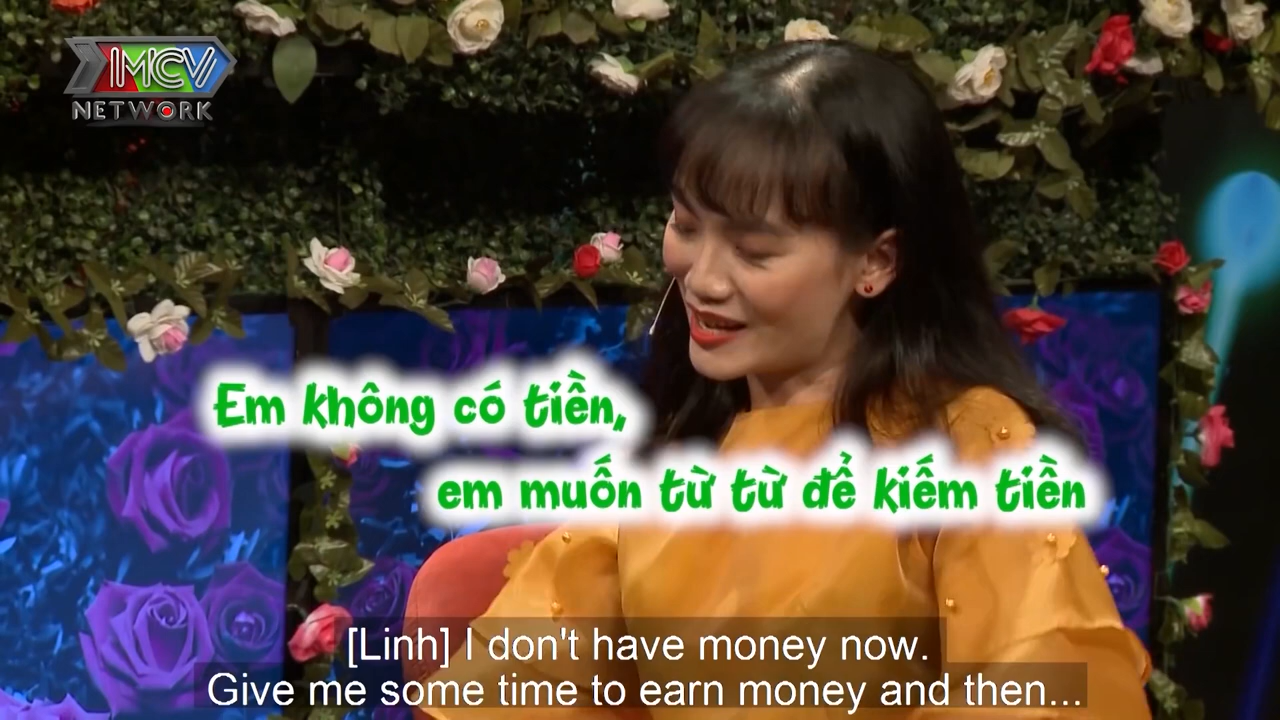 MCV
NETWORK
Em không có tiền,
em muốn từ từ để kiếm tiền
[Linh] I don't have money now.
Give me some time to earn money and then...